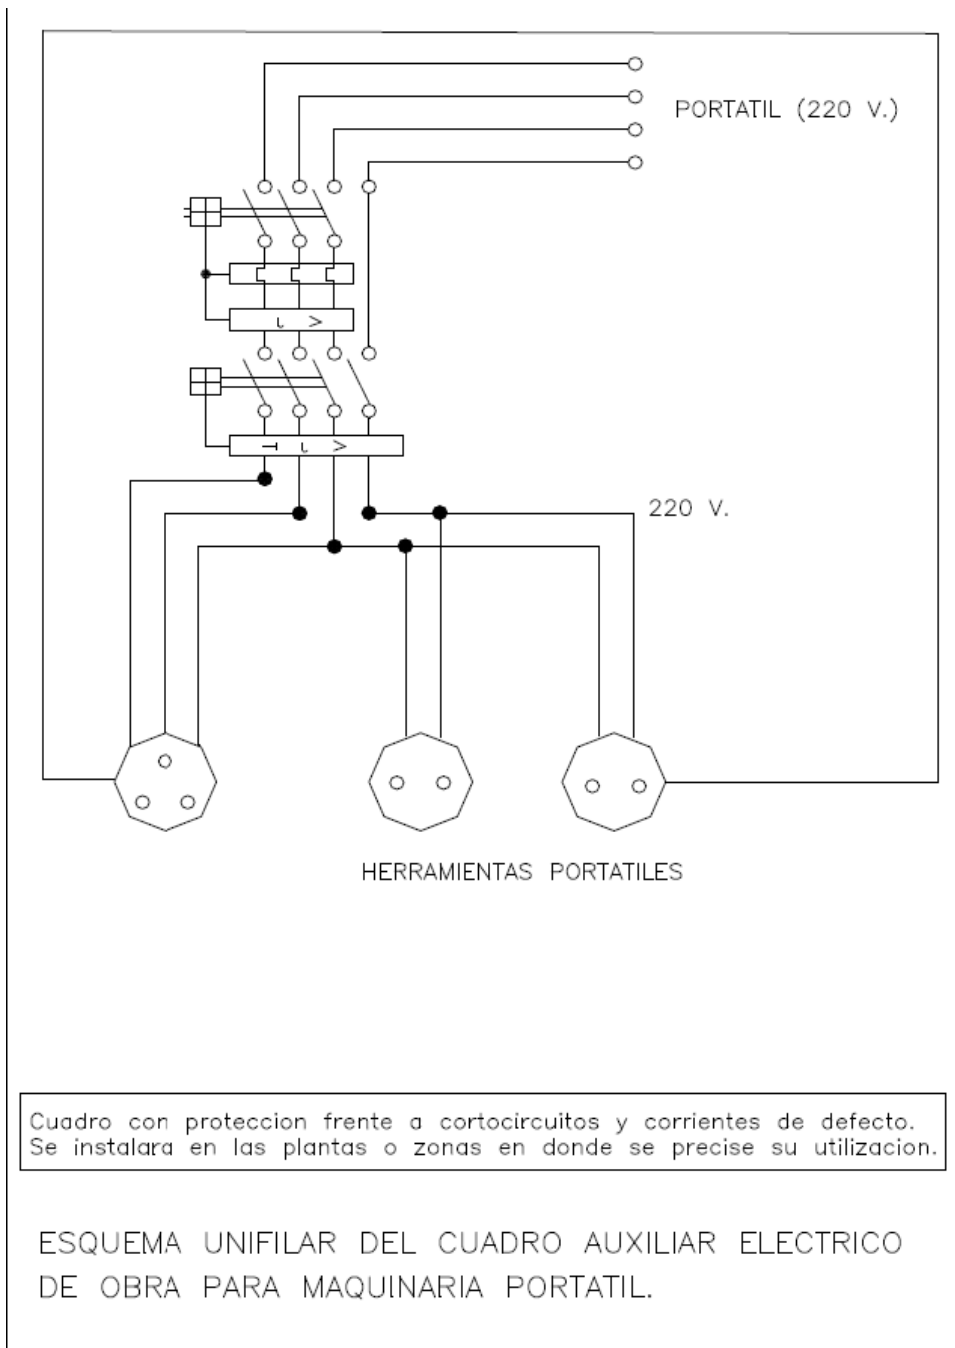 PORTATIL (220 V.)
220 V.
HERRAMIENTAS PORTATILES
Cuadro con proteccion frente a cortocircuitos y corrientes de defecto.
Se instalara en las plantas o zonas en donde se precise su utilizacion.
ESQUEMA UNIFILAR DEL CUADRO AUXILIAR ELECTRICO
DE OBRA PARA MAQUINARIA PORTATIL.